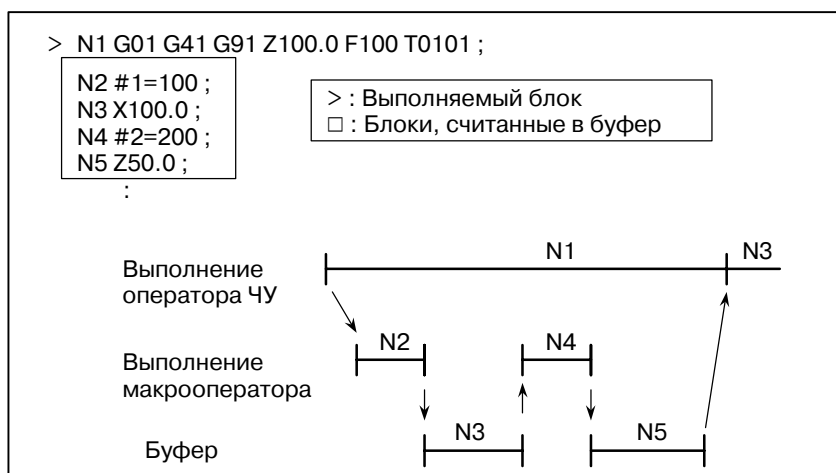 > N1 G01 G41 G91 Z100.0 F100 T0101 ;
N2 #1=100 ;
N3 X100.0 ;
N4 #2=200 ;
N5 Z50.0 ;
:
> : Выполняемый блок
□ : Блоки, считанные в буфер
N1
N3
Выполнение
оператора ЧУ
N2
N4
Выполнение
макрооператора
N3
N5
Буфер